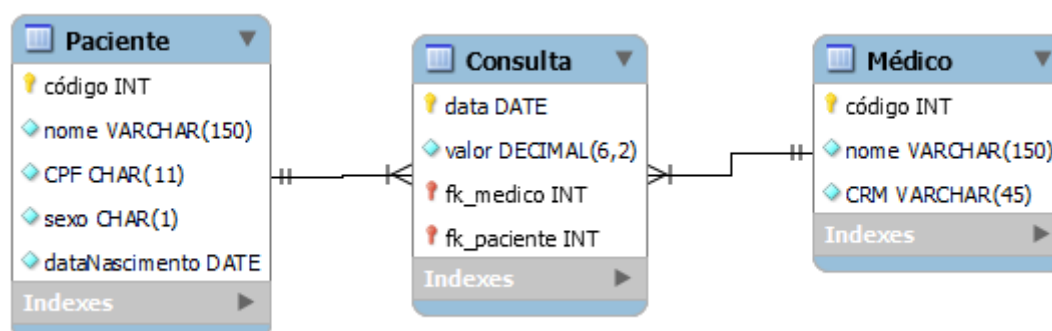 Paciente
código INT
nome VARCHAR(150)
CPF CHAR(11)
sexo CHAR(1)
dataNascimento DATE
Indexes
Consulta
data DATE
valor DECIMAL(6,2)
fk_medico INT
fk_paciente INT
Indexes
Médico
código INT
nome VARCHAR(150)
CRM VARCHAR(45)
Indexes